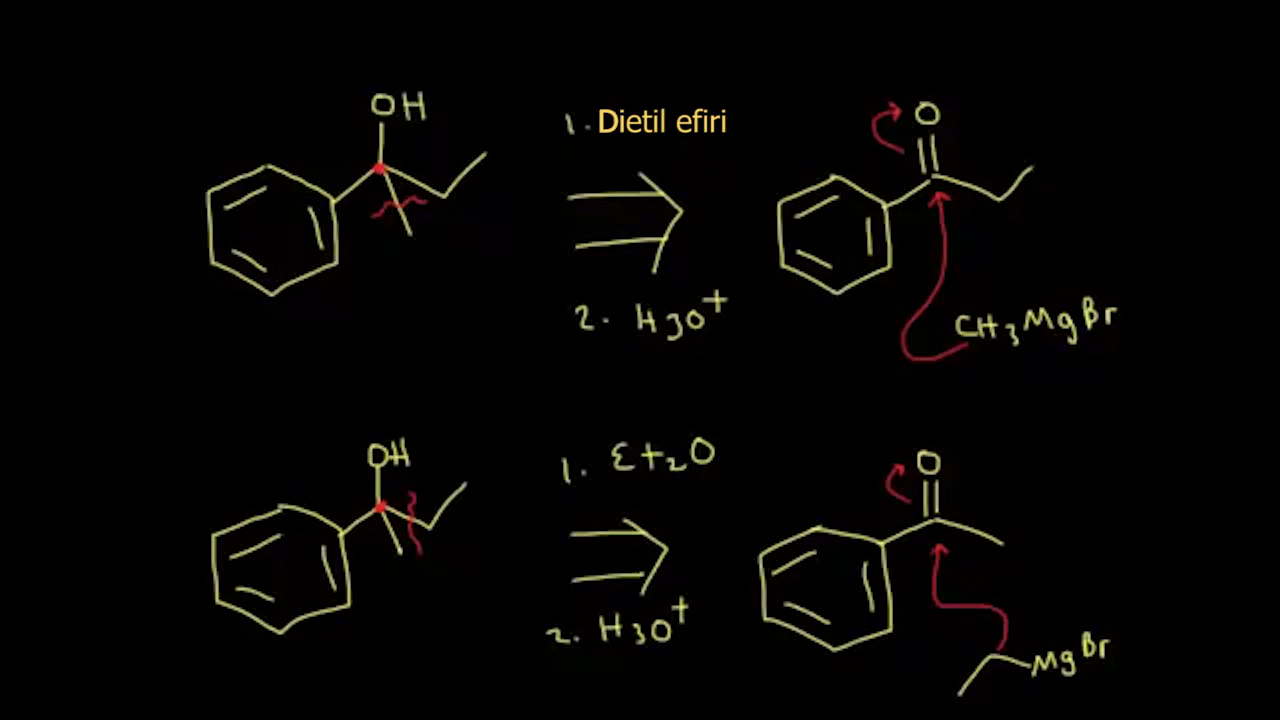 OH
1. Dietil efiri
O
2. H3O+
CH3MgBr
OH
1. Et2O
O
2. H3O+
MgBr